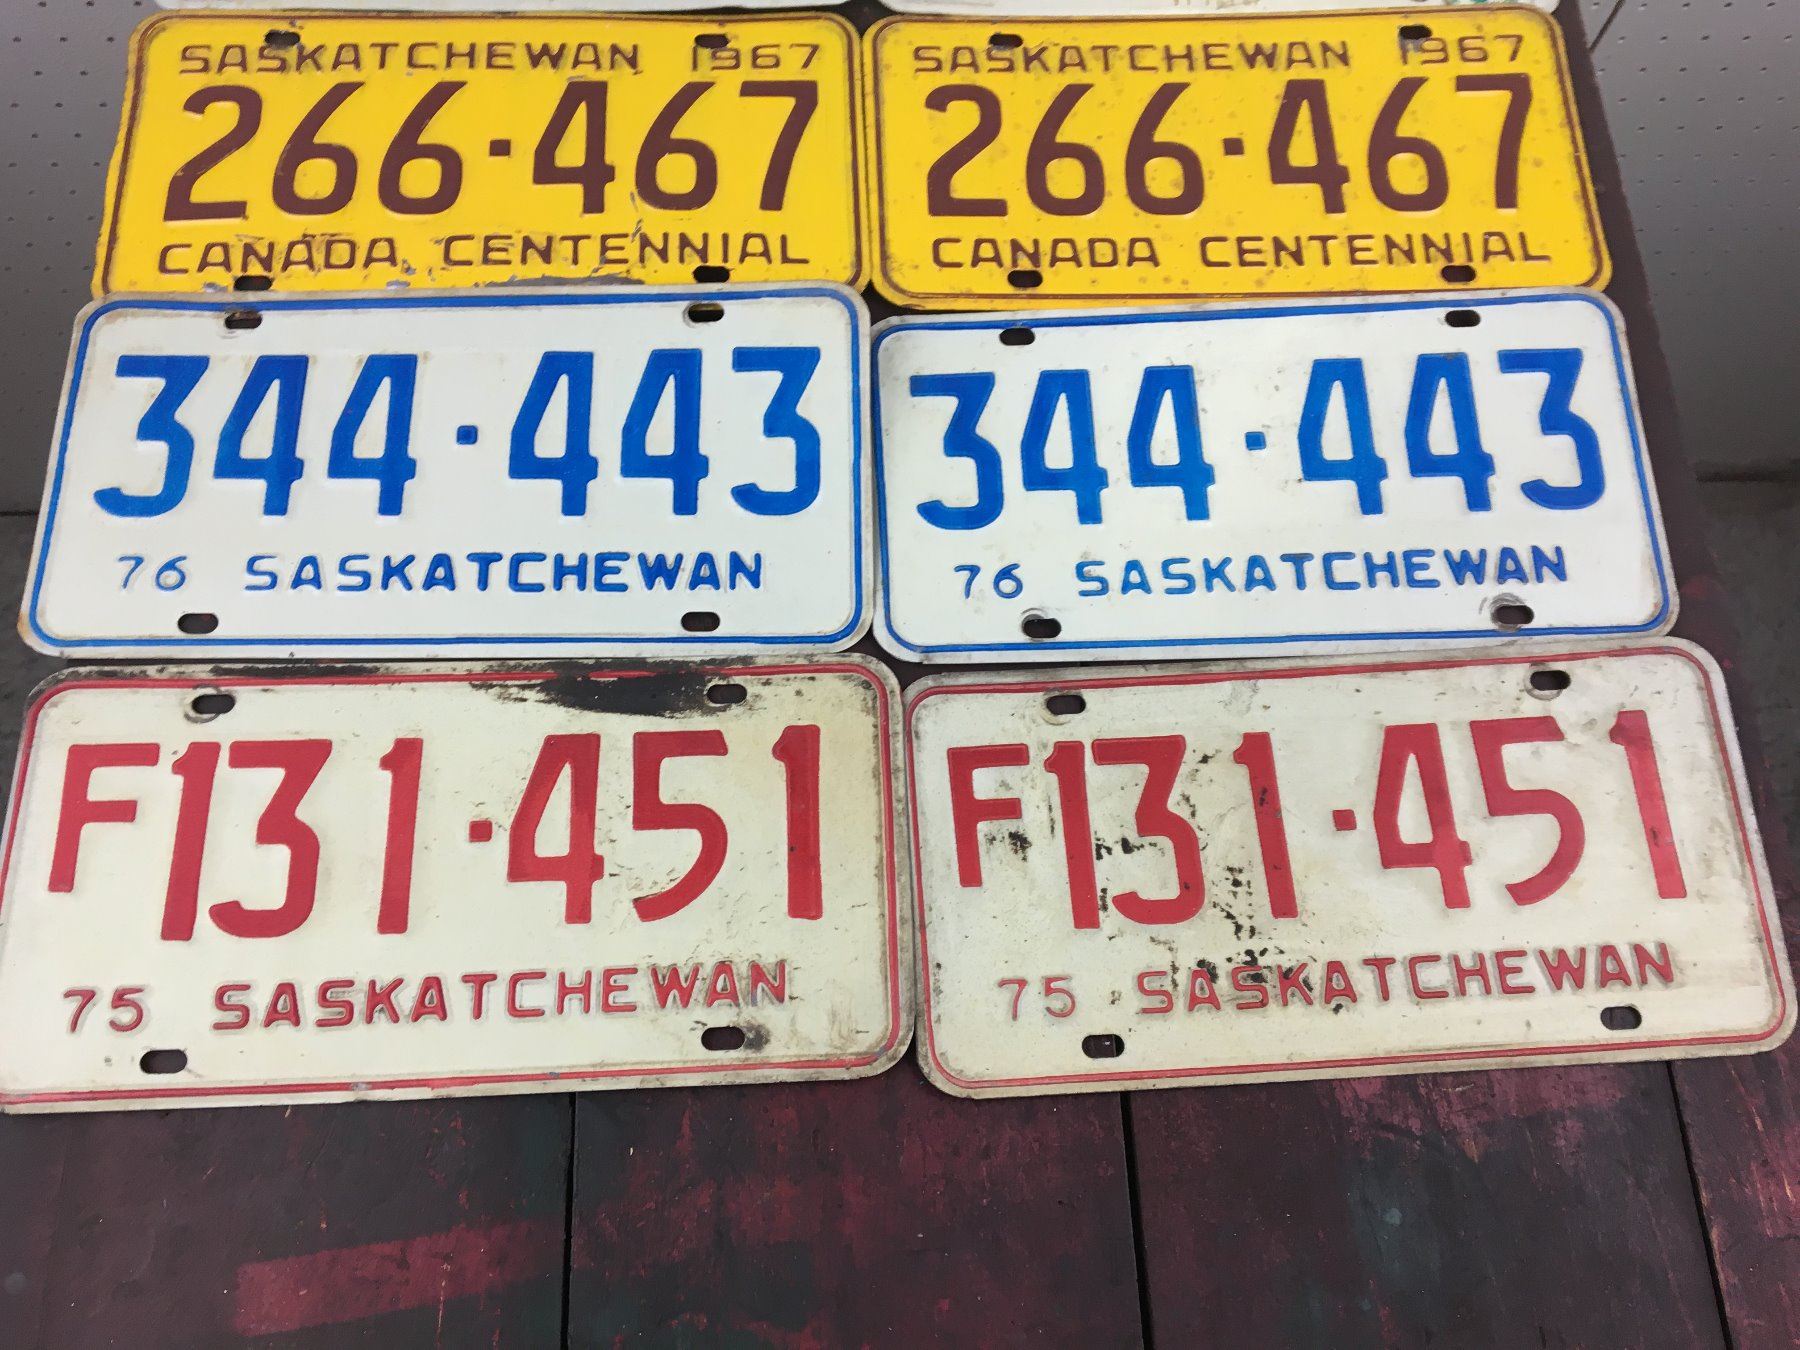 SASKATCHEWAN 1967
266·467
CANADA CENTENNIAL
SASKATCHEWAN 1967
266·467
CANADA CENTENNIAL
344·443
76 SASKATCHEWAN
344·443
76 SASKATCHEWAN
F131·451
75 SASKATCHEWAN
F131·451
75 SASKATCHEWAN